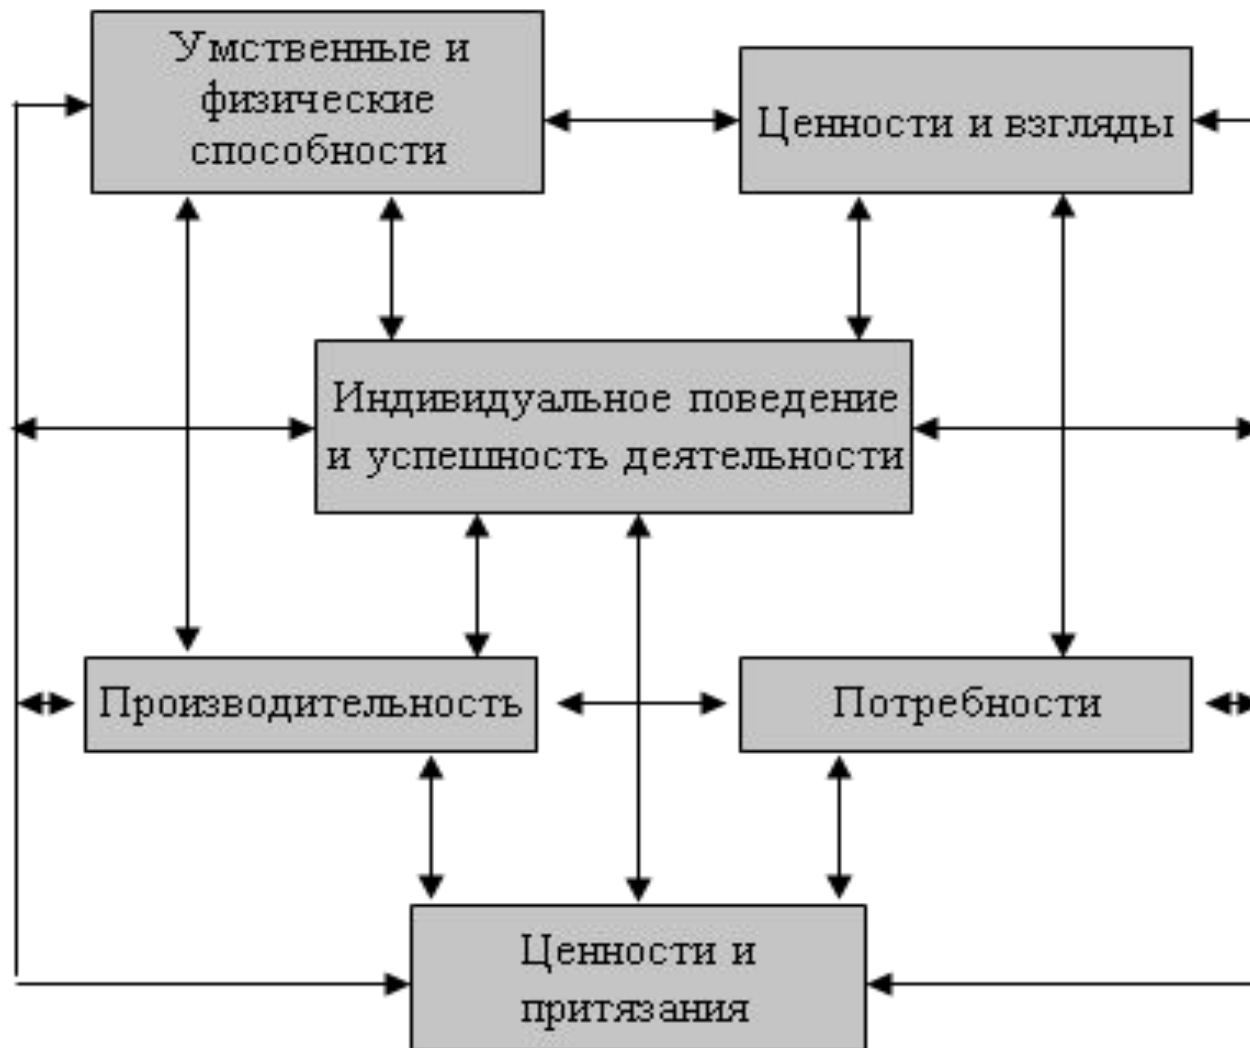 Умственные и
физические
способности
Ценности и взгляды
Индивидуальное поведение
и успешность деятельности
Производительность
Потребности
Ценности и
притязания